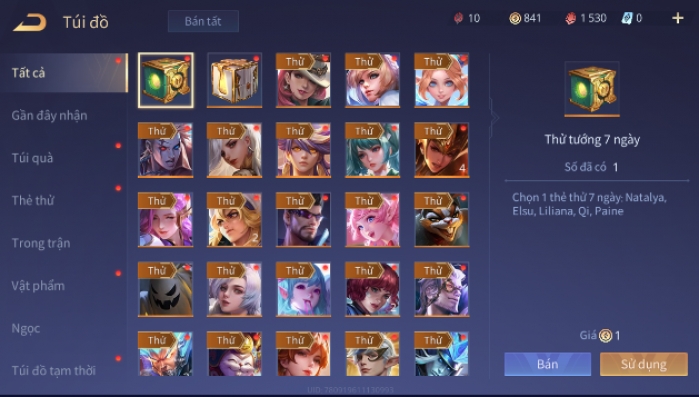 Túi đồ
Bán tất
10
841
1 530
0
Tất cả
Gần đây nhận
Túi quà
Thẻ thử
Trong trận
Vật phẩm
Ngọc
Túi đồ tạm thời
Thử Thử Thử
Thử Thử Thử Thử Thử
4
Thử Thử Thử Thử Thử
2
Thử Thử Thử Thử Thử
Thử Thử Thử Thử Thử
Thử tướng 7 ngày
Số đã có 1
Chọn 1 thẻ thử 7 ngày: Natalya,
Elsu, Liliana, Qi, Paine
Giá 1
Bán
Sử dụng